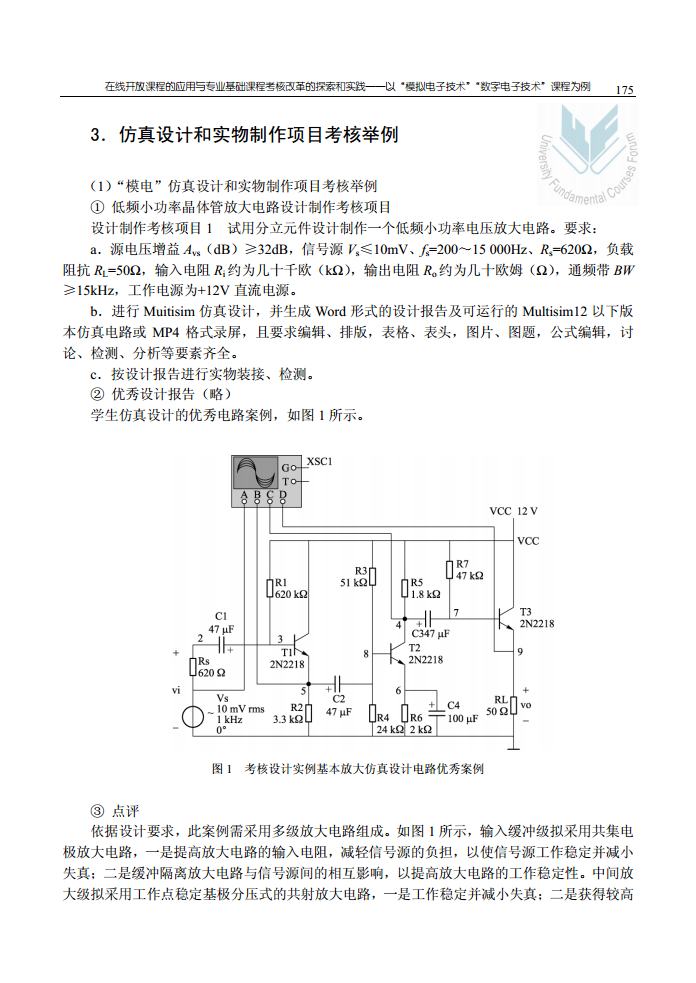 在线开放课程的应用与专业基础课程考核改革的探索和实践——以“模拟电子技术”“数字电子技术”课程为例 175
University Fundamental Courses Forum
3．仿真设计和实物制作项目考核举例
（1）“模电”仿真设计和实物制作项目考核举例
① 低频小功率晶体管放大电路设计制作考核项目
设计制作考核项目 1 试用分立元件设计制作一个低频小功率电压放大电路。要求：
a．源电压增益 Avs（dB）≥32dB，信号源 Vs≤10mV、fs=200～15 000Hz、Rs=620Ω，负载
阻抗 RL=50Ω，输入电阻 Ri 约为几十千欧（kΩ），输出电阻 Ro 约为几十欧姆（Ω），通频带 BW
≥15kHz，工作电源为+12V 直流电源。
b．进行 Muitisim 仿真设计，并生成 Word 形式的设计报告及可运行的 Multisim12 以下版
本仿真电路或 MP4 格式录屏，且要求编辑、排版，表格、表头，图片、图题，公式编辑，讨
论、检测、分析等要素齐全。
c．按设计报告进行实物装接、检测。
② 优秀设计报告（略）
学生仿真设计的优秀电路案例，如图 1 所示。
XSC1
G
T
A B C D
VCC 12 V
VCC
R1
620 kΩ
R3
51 kΩ
R5
1.8 kΩ
R7
47 kΩ
C1
47 μF
2
+
3
T1
2N2218
4
+
C347 μF
7
T3
2N2218
+
Rs
620 Ω
8
T2
2N2218
9
vi
Vs
~ 10 mV rms
1 kHz
0°
−
5
R2
3.3 kΩ
+
C2
47 μF
R4
24 kΩ
6
R6
2 kΩ
+
C4
100 μF
RL
50 Ω
+
vo
−
图 1 考核设计实例基本放大仿真设计电路优秀案例
③ 点评
依据设计要求，此案例需采用多级放大电路组成。如图 1 所示，输入缓冲级拟采用共集电
极放大电路，一是提高放大电路的输入电阻，减轻信号源的负担，以使信号源工作稳定并减小
失真；二是缓冲隔离放大电路与信号源间的相互影响，以提高放大电路的工作稳定性。中间放
大级拟采用工作点稳定基极分压式的共射放大电路，一是工作稳定并减小失真；二是获得较高